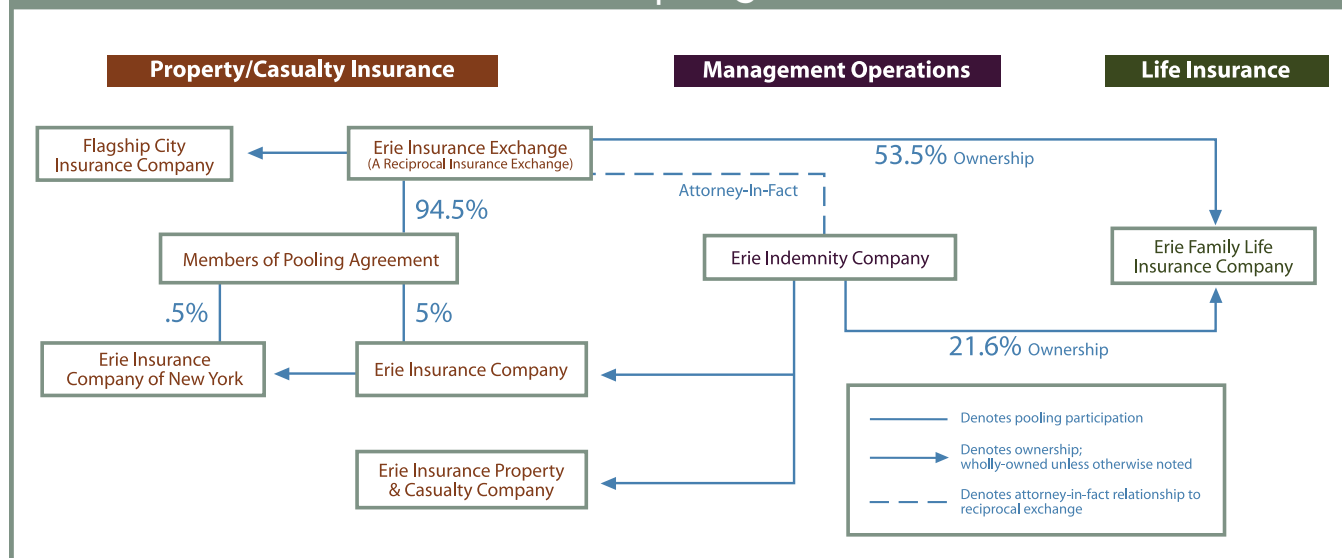 Property/Casualty Insurance
Management Operations
Life Insurance
Flagship City
Insurance Company
Erie Insurance Exchange
(A Reciprocal Insurance Exchange)
53.5% Ownership
Attorney-In-Fact
94.5%
Members of Pooling Agreement
Erie Indemnity Company
Erie Family Life
Insurance Company
.5%
5%
21.6% Ownership
Erie Insurance
Company of New York
Erie Insurance Company
Erie Insurance Property
& Casualty Company
Denotes pooling participation
Denotes ownership;
wholly-owned unless otherwise noted
Denotes attorney-in-fact relationship to
reciprocal exchange